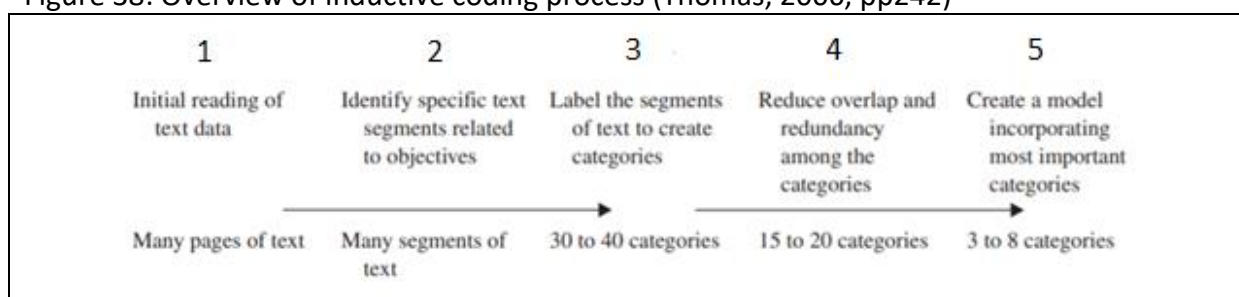 Figure : Overview of inductive coding process (Thomas, pp242)
1
2
3
4
5
Initial reading of
text data
Identify specific text
segments related
to objectives
Label the segments
of text to create
categories
Reduce overlap and
redundancy
among the
categories
Create a model
incorporating
most important
categories
Many pages of text
Many segments of
text
30 to 40 categories
15 to 20 categories
3 to 8 categories